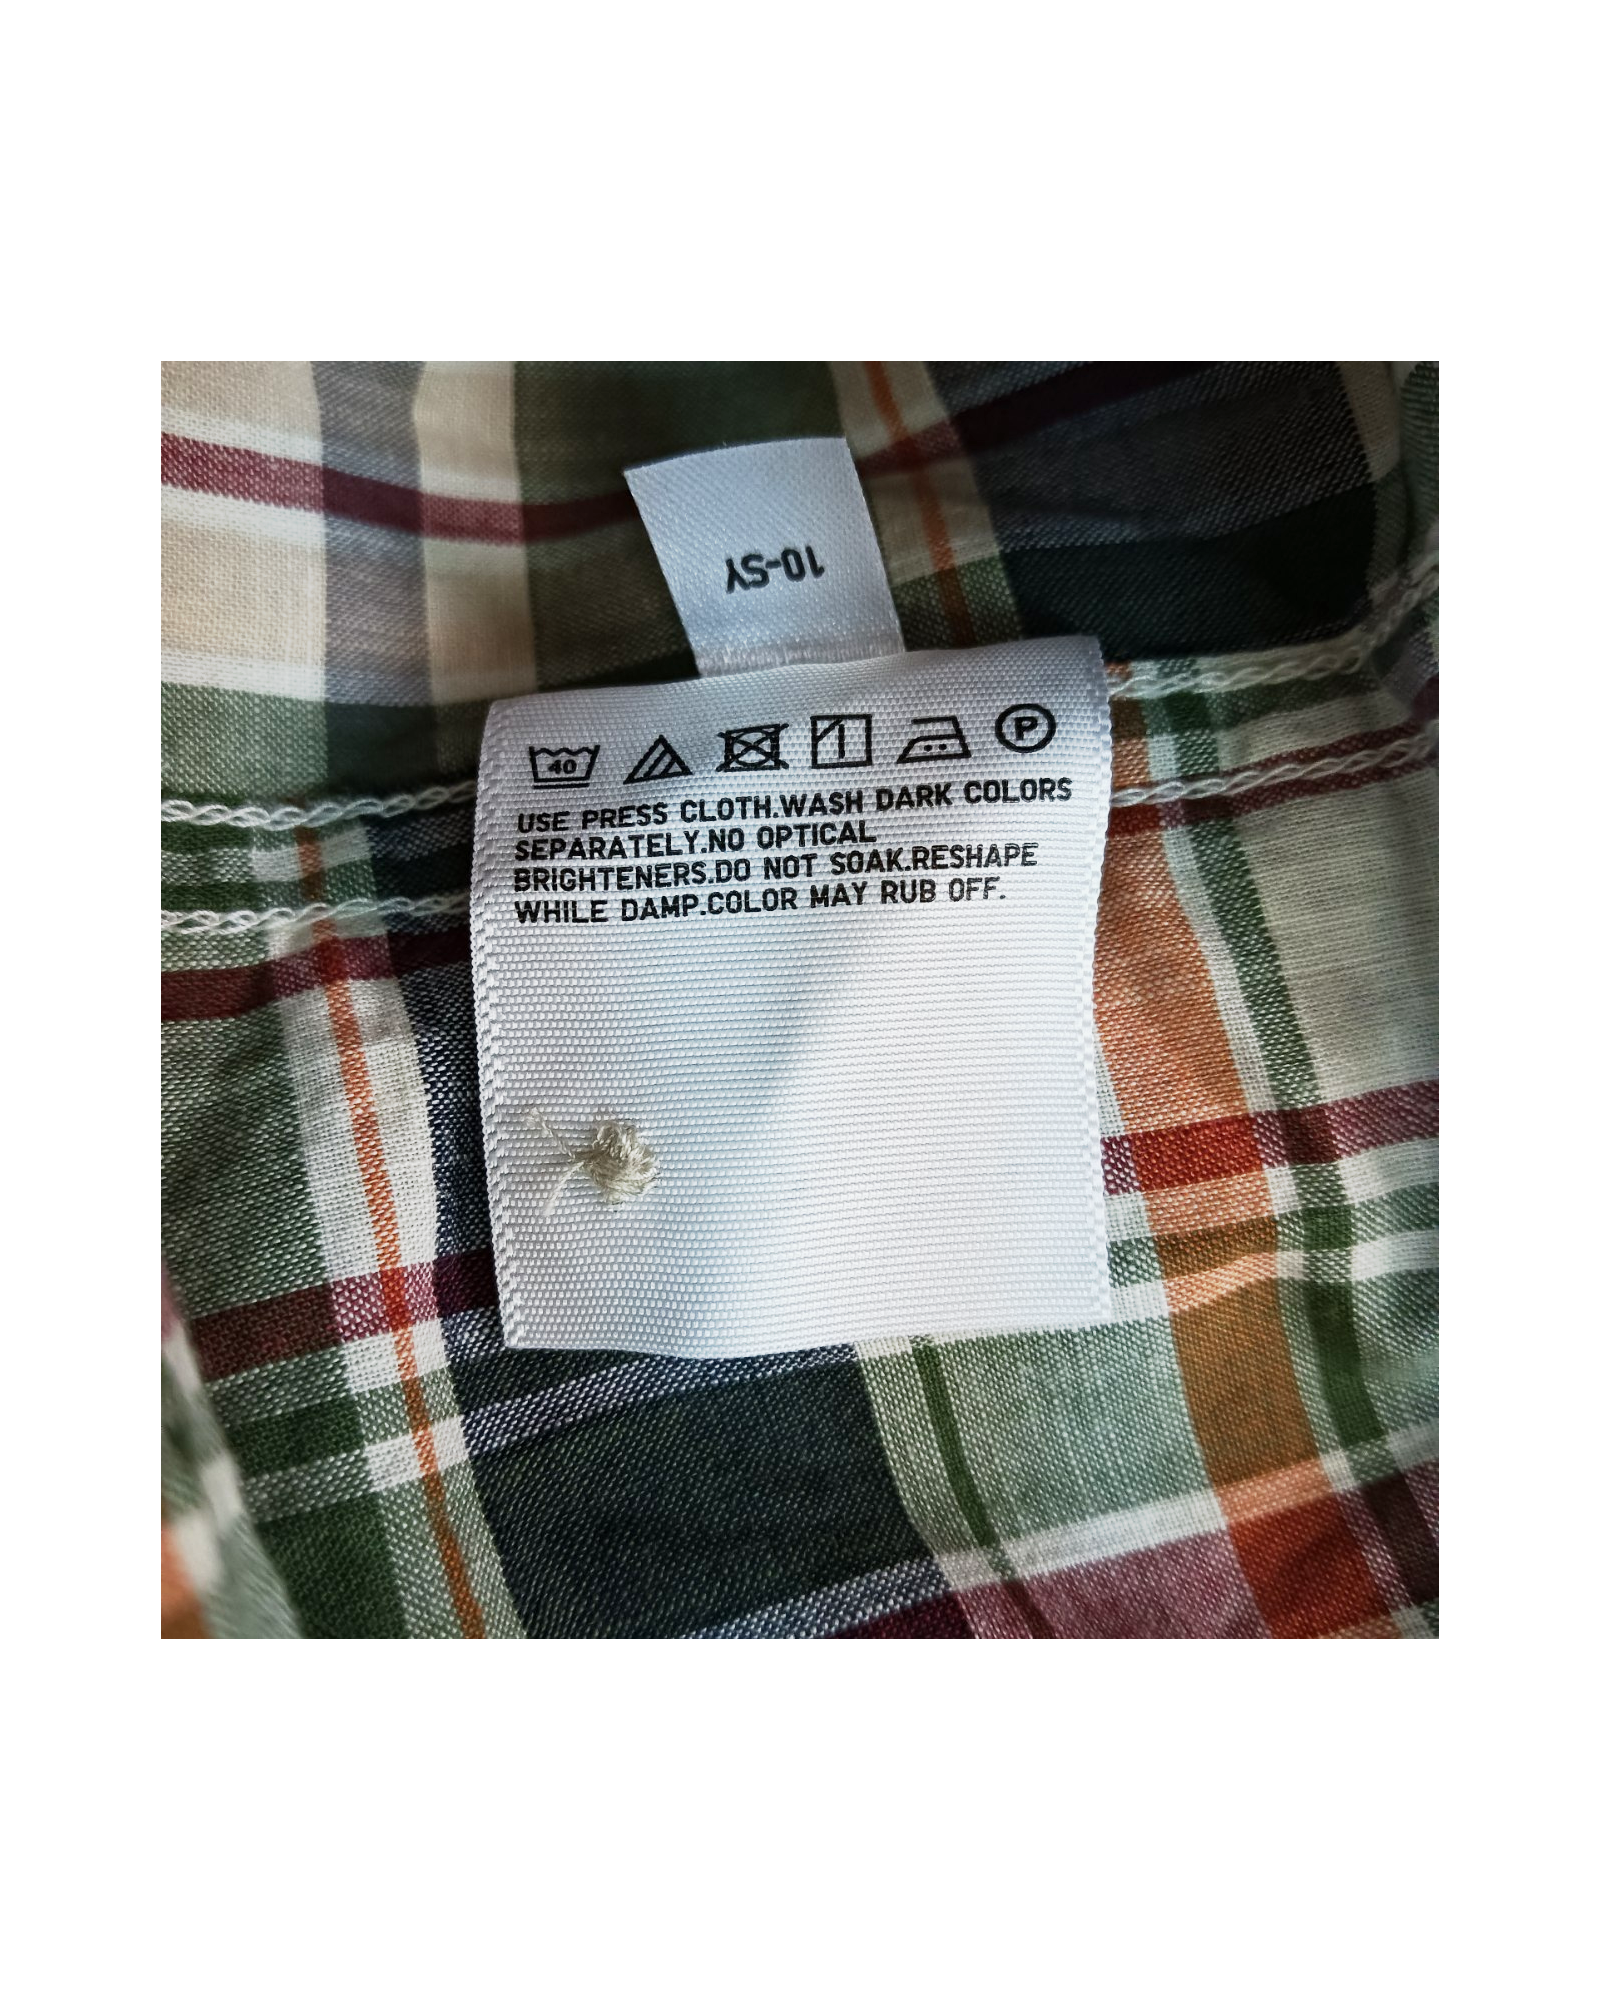 10-SY
40
P
USE PRESS CLOTH.WASH DARK COLORS
SEPARATELY.NO OPTICAL
BRIGHTENERS.DO NOT SOAK.RESHAPE
WHILE DAMP.COLOR MAY RUB OFF.